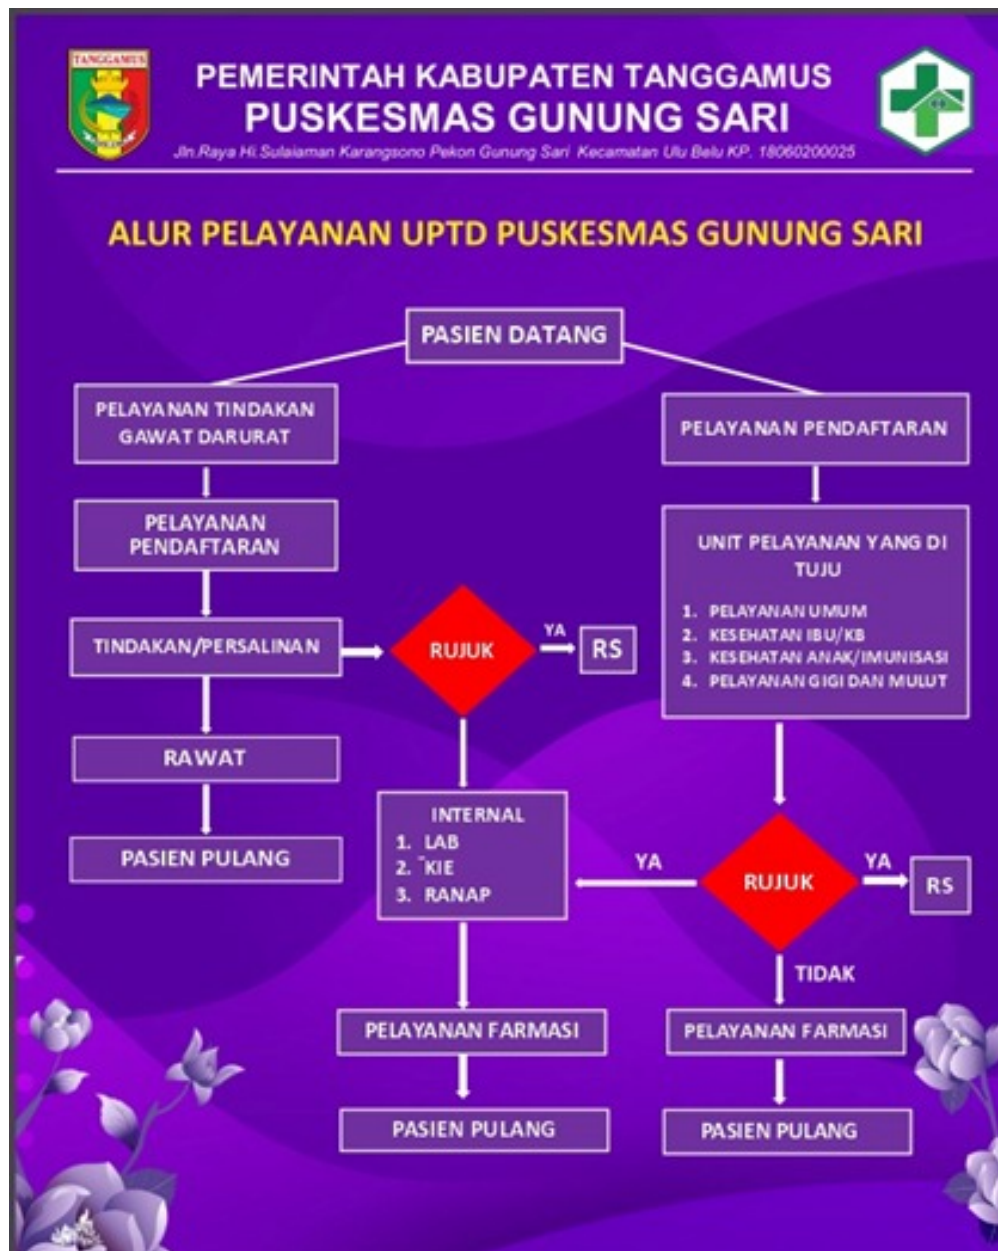 TANGGAMUS
PEMERINTAH KABUPATEN TANGGAMUS
PUSKESMAS GUNUNG SARI
Jln.Raya Hi.Sulaiaman Karangsono Pekon Gunung Sari Kecamatan Ulu Belu KP. 18060200025
ALUR PELAYANAN UPTD PUSKESMAS GUNUNG SARI
PASIEN DATANG
PELAYANAN TINDAKAN
GAWAT DARURAT
PELAYANAN
PENDAFTARAN
TINDAKAN/PERSALINAN
RAWAT
PASIEN PULANG
RUJUK
YA
RS
INTERNAL
1. LAB
2. KIE
3. RANAP
PELAYANAN FARMASI
PASIEN PULANG
PELAYANAN PENDAFTARAN
UNIT PELAYANAN YANG DI
TUJU
1. PELAYANAN UMUM
2. KESEHATAN IBU/KB
3. KESEHATAN ANAK/IMUNISASI
4. PELAYANAN GIGI DAN MULUT
YA
RUJUK
YA
RS
TIDAK
PELAYANAN FARMASI
PASIEN PULANG